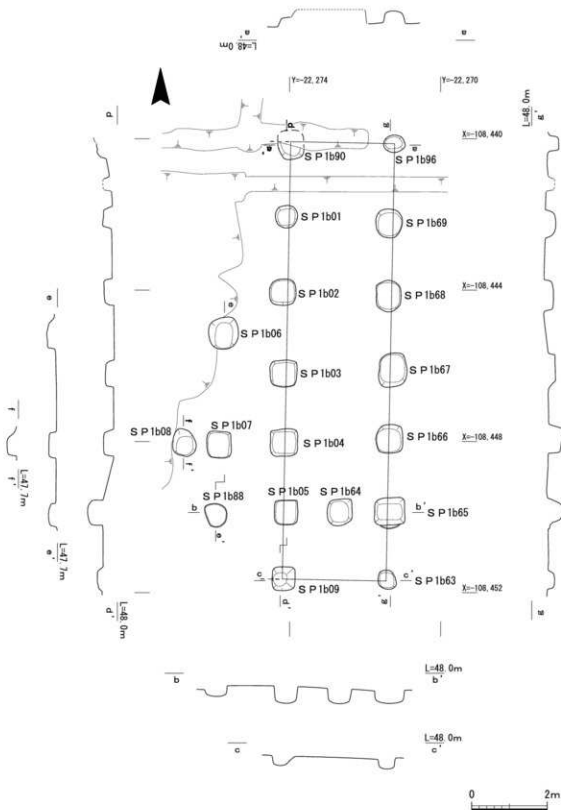 a a'
L=48.0m
a
Y=-22,274
Y=-22,270
d
L=48.0m
g'
d
g
a'
a
X=-108,440
SP1b90
SP1b96
SP1b01
SP1b69
e
e
SP1b02
SP1b68
X=-108,444
SP1b06
SP1b03
SP1b67
f
f
SP1b08
SP1b07
SP1b04
SP1b66
X=-108,448
f'
L=47.7m
f'
SP1b88
SP1b05
SP1b64
b
b'
SP1b65
e'
e'
L=47.7m
c
c'
SP1b63
SP1b09
X=-108,452
d'
L=48.0m
d'
g'
g
b
L=48.0m
b'
c
L=48.0m
c'
0 2m